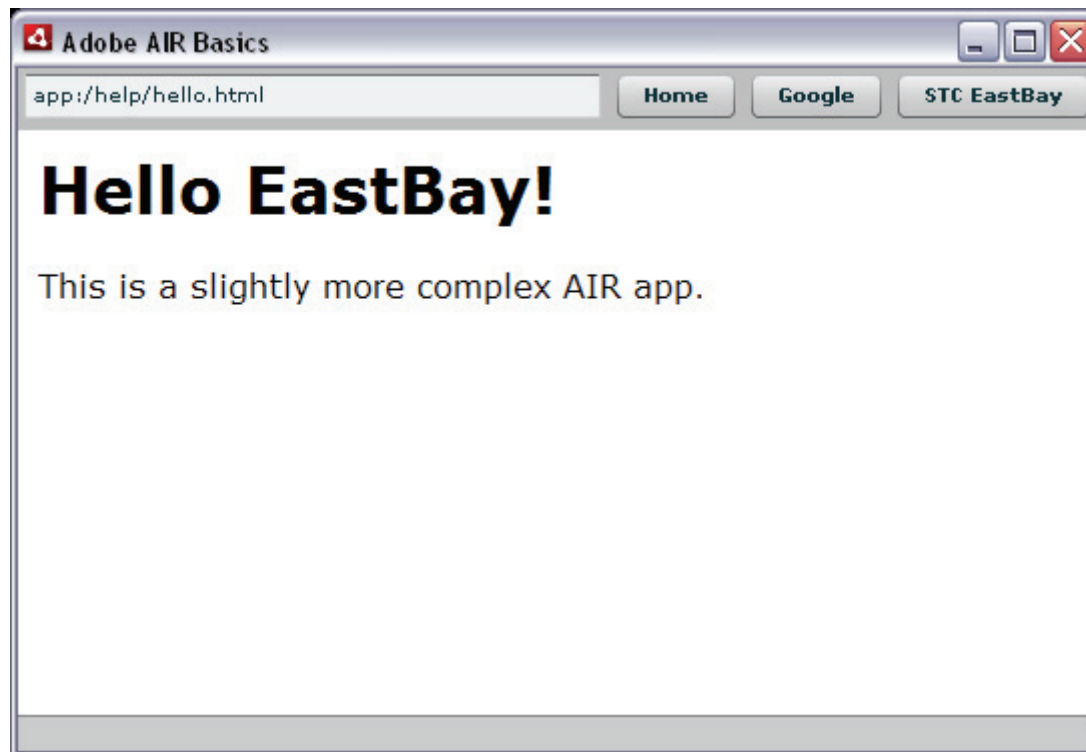 Adobe AIR Basics
app:/help/hello.html Home Google STC EastBay
Hello EastBay!
This is a slightly more complex AIR app.